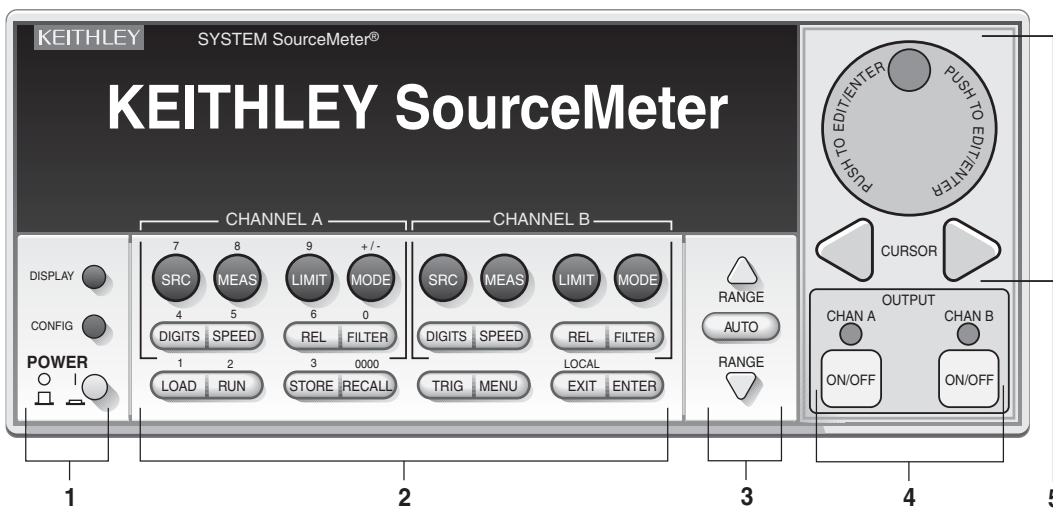 KEITHLEY SYSTEM SourceMeter®
KEITHLEY SourceMeter
PUSH TO EDIT/ENTER
PUSH TO EDIT/ENTER
CURSOR
CHANNEL A
CHANNEL B
7 8 9 +/-
SRC MEAS LIMIT MODE
SRC MEAS LIMIT MODE
4 5 6 0
DIGITS SPEED REL FILTER
DIGITS SPEED REL FILTER
1 2 3 0000
LOAD RUN STORE RECALL
LOCAL
TRIG MENU EXIT ENTER
DISPLAY
CONFIG
POWER
O I
RANGE
AUTO
RANGE
OUTPUT
CHAN A CHAN B
ON/OFF ON/OFF
1 2 3 4 5